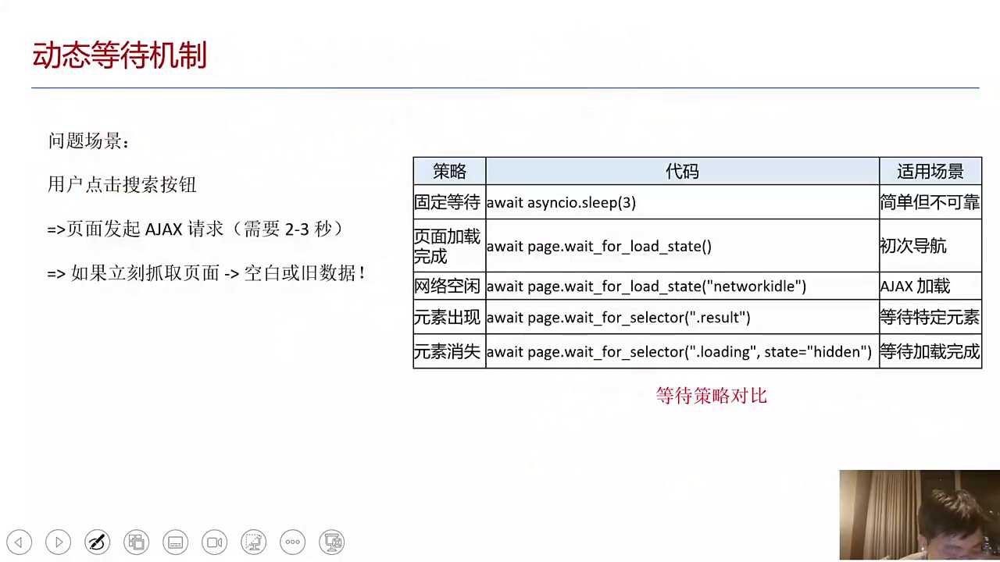 动态等待机制
问题场景：
用户点击搜索按钮
=>页面发起 AJAX 请求（需要 2-3 �）
=> 如果立刻抓取页面 -> 空白或旧数据！
策略 代码 适用场景
固定等待 await asyncio.sleep(3) 简单但不可靠
页面加载
完成 await page.wait_for_load_state() 初次导航
网络空闲 await page.wait_for_load_state("networkidle") AJAX 加载
元素出现 await page.wait_for_selector(".result") 等待特定元素
元素消失 await page.wait_for_selector(".loading", state="hidden") 等待加载完成
等待策略对比